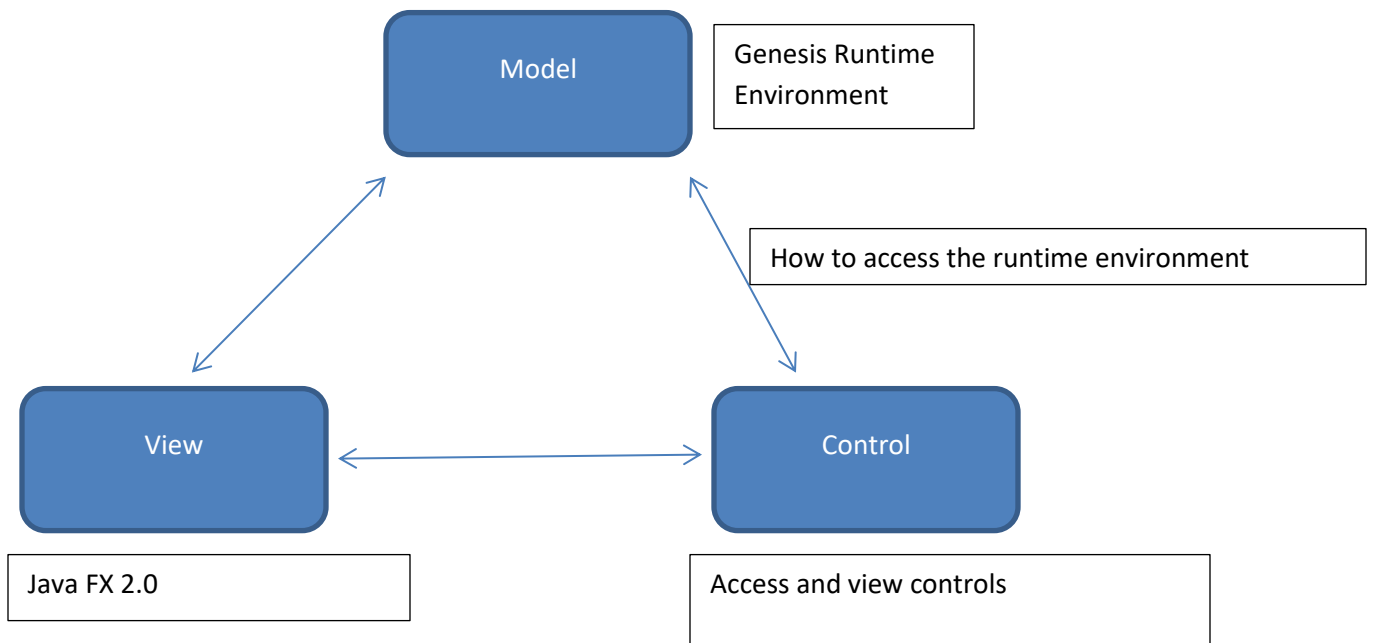 Model
Genesis Runtime
Environment
How to access the runtime environment
View
Control
Java FX 2.0
Access and view controls